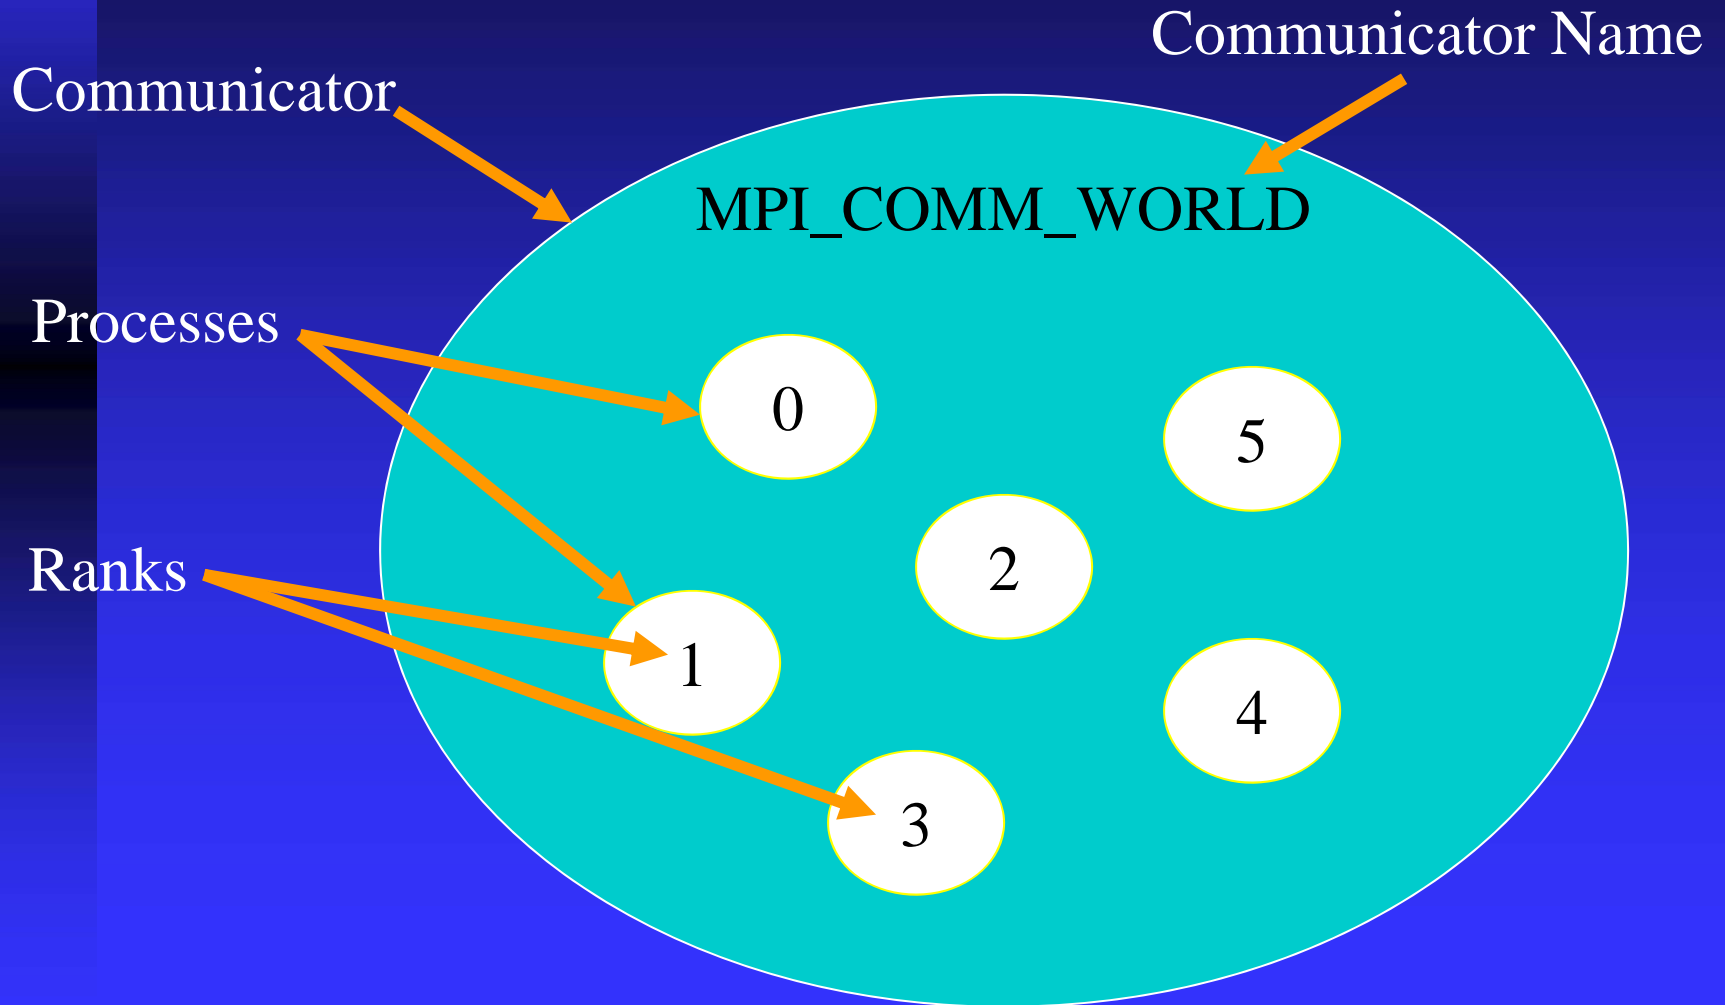 Communicator Name
Communicator
MPI_COMM_WORLD
Processes
0
5
2
Ranks
1
4
3